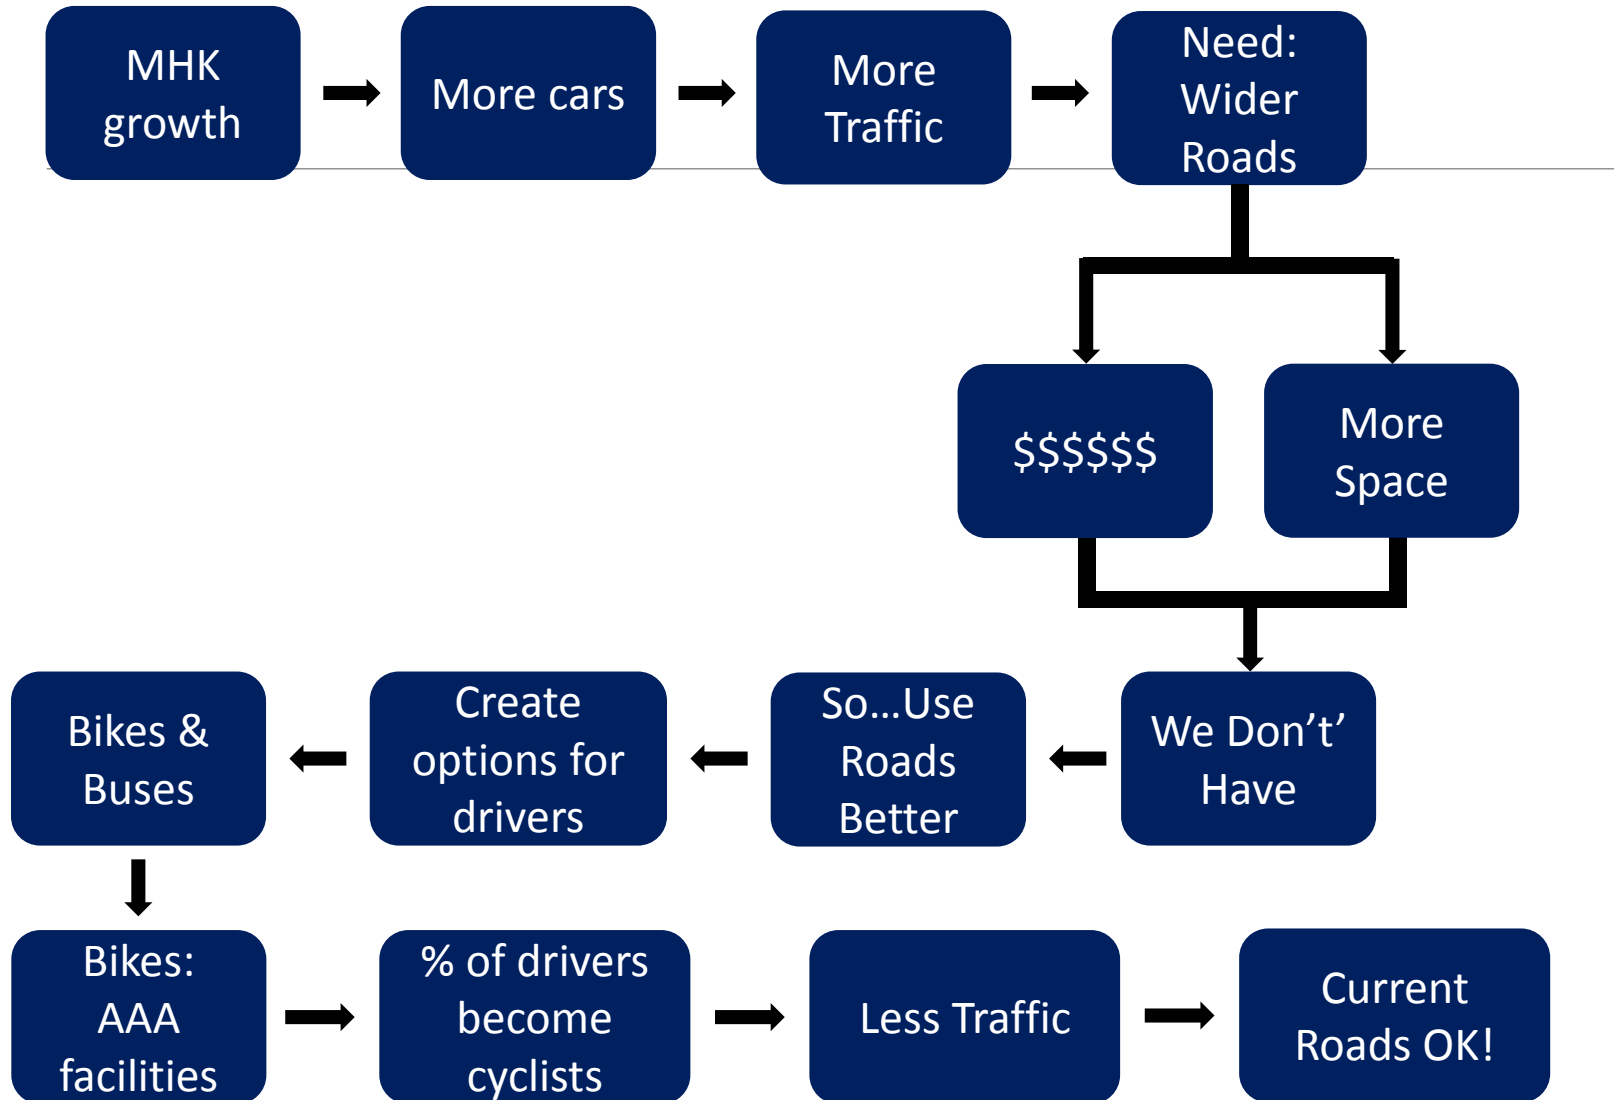 MHK
growth
More cars
More
Traffic
Need:
Wider
Roads
$$$$$$
More
Space
We Don’t’
Have
So…Use
Roads
Better
Create
options for
drivers
Bikes &
Buses
Bikes:
AAA
facilities
% of drivers
become
cyclists
Less Traffic
Current
Roads OK!